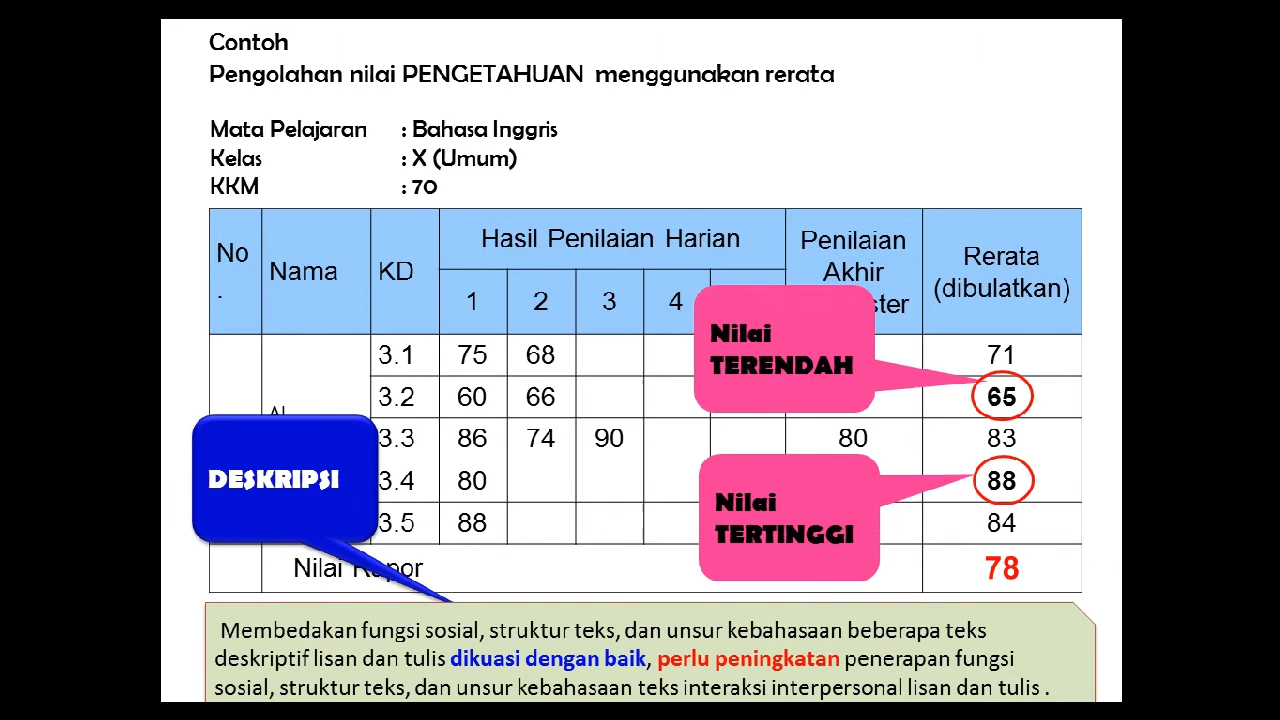 Contoh
Pengolahan nilai PENGETAHUAN menggunakan rerata
Mata Pelajaran : Bahasa Inggris
Kelas : X (Umum)
KKM : 70
No. Nama KD Hasil Penilaian Harian Penilaian Akhir Rerata (dibulatkan)
1 2 3 4
Nilai
TERENDAH
3.1 75 68 71
3.2 60 66 65
3.3 86 74 90 80 83
DESKRIPSI
3.4 80 88
Nilai
TERTINGGI
3.5 88 84
Nilai Rapor 78
Membedakan fungsi sosial, struktur teks, dan unsur kebahasaan beberapa teks
deskriptif lisan dan tulis dikuasi dengan baik, perlu peningkatan penerapan fungsi
sosial, struktur teks, dan unsur kebahasaan teks interaksi interpersonal lisan dan tulis .